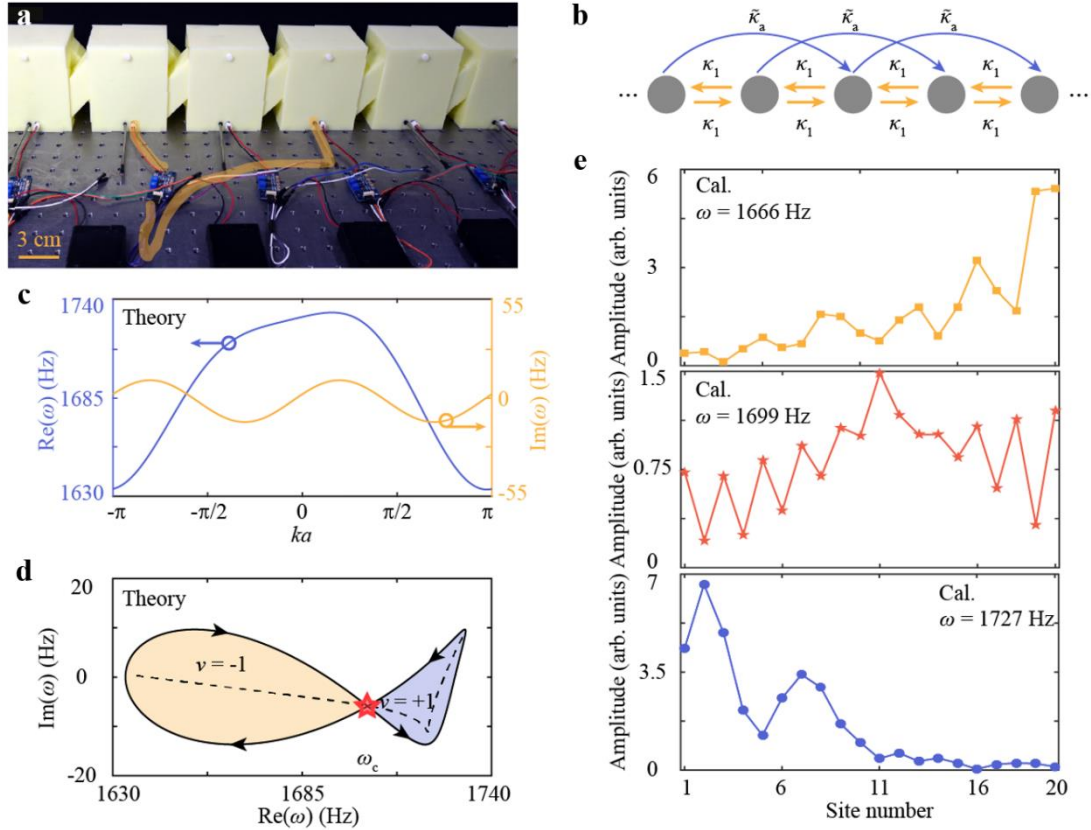 a
3 cm
b
κ̃ₐ κ̃ₐ κ̃ₐ
κ₁ κ₁ κ₁ κ₁
... ...
κ₁ κ₁ κ₁ κ₁
c
1740 55
Theory
Re(ω) (Hz) 1685 0 Im(ω) (Hz)
1630 -55
-π -π/2 0 π/2 π
ka
d
20
Theory
Im(ω) (Hz) 0
ν = -1
ν = +1
ω_c
-20
1630 1685 1740
Re(ω) (Hz)
e
6
Cal.
ω = 1666 Hz
Amplitude (arb. units)
3
0
1.5
Cal.
ω = 1699 Hz
Amplitude (arb. units)
0.75
0
7
Cal.
ω = 1727 Hz
Amplitude (arb. units)
3.5
0
1 6 11 16 20
Site number